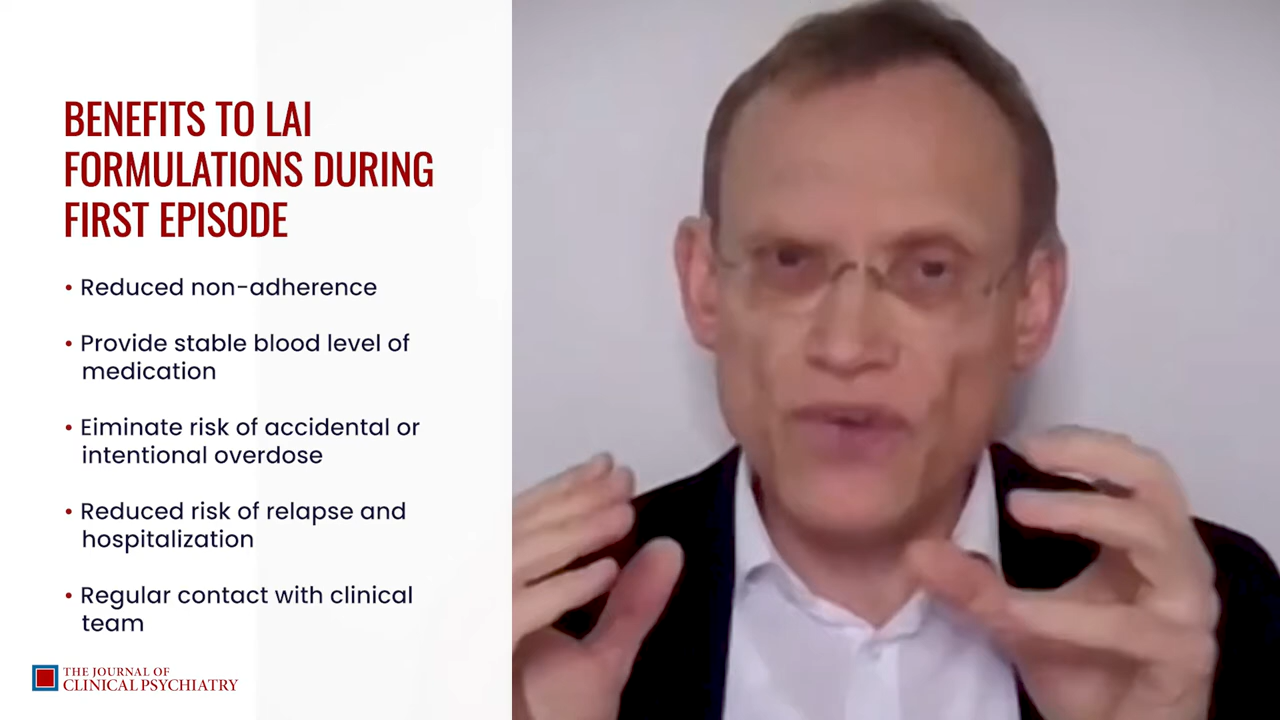 BENEFITS TO LAI
FORMULATIONS DURING
FIRST EPISODE
• Reduced non-adherence
• Provide stable blood level of
medication
• Eiminate risk of accidental or
intentional overdose
• Reduced risk of relapse and
hospitalization
• Regular contact with clinical
team
THE JOURNAL OF
CLINICAL PSYCHIATRY